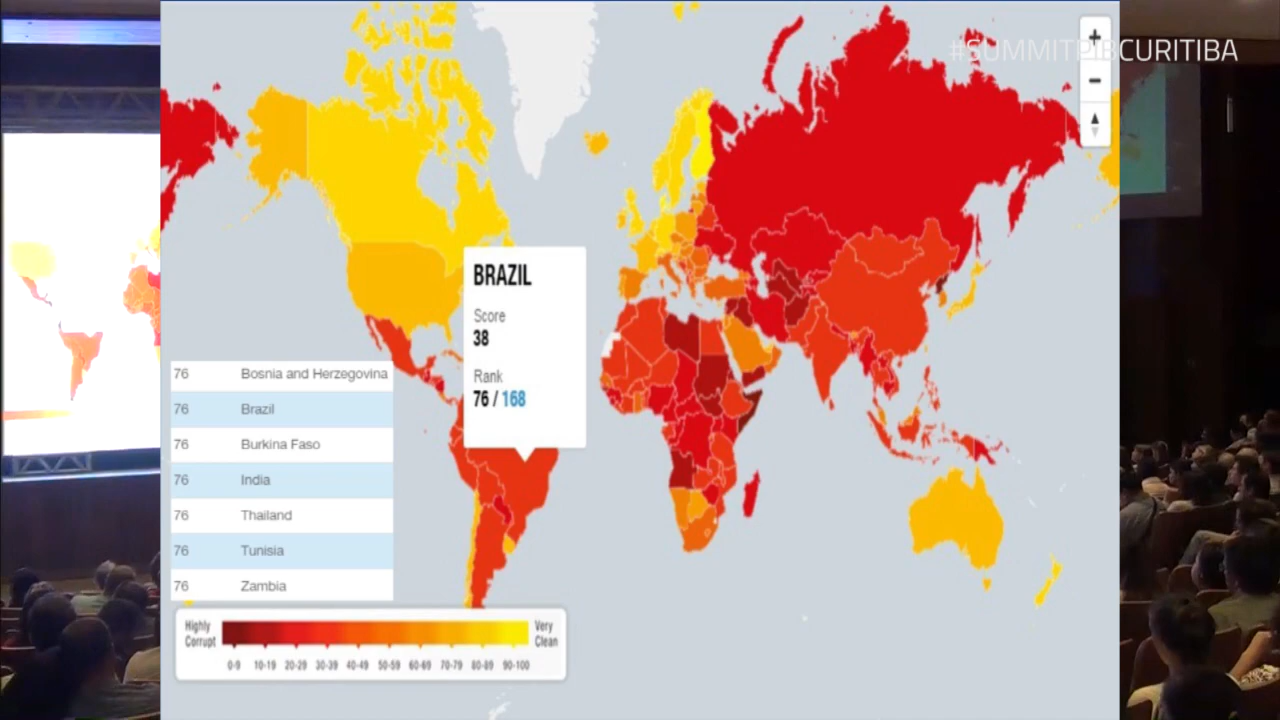 #SUMMITPIBCURITIBA
BRAZIL
Score
38
Rank
76 / 168
76 Bosnia and Herzegovina
76 Brazil
76 Burkina Faso
76 India
76 Thailand
76 Tunisia
76 Zambia
Highly Corrupt
0-9 10-19 20-29 30-39 40-49 50-59 60-69 70-79 80-89 90-100
Very Clean